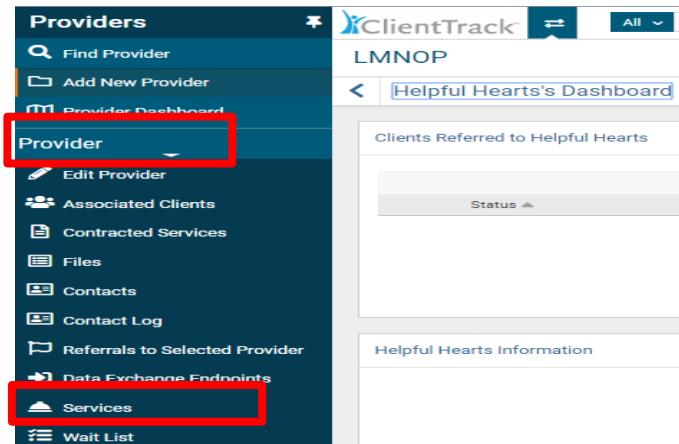 Providers
Find Provider
Add New Provider
Provider Dashboard
Provider
Edit Provider
Associated Clients
Contracted Services
Files
Contacts
Contact Log
Referrals to Selected Provider
Data Exchange Endpoints
Services
Wait List
ClientTrack
All
LMNOP
Helpful Hearts's Dashboard
Clients Referred to Helpful Hearts
Status
Helpful Hearts Information